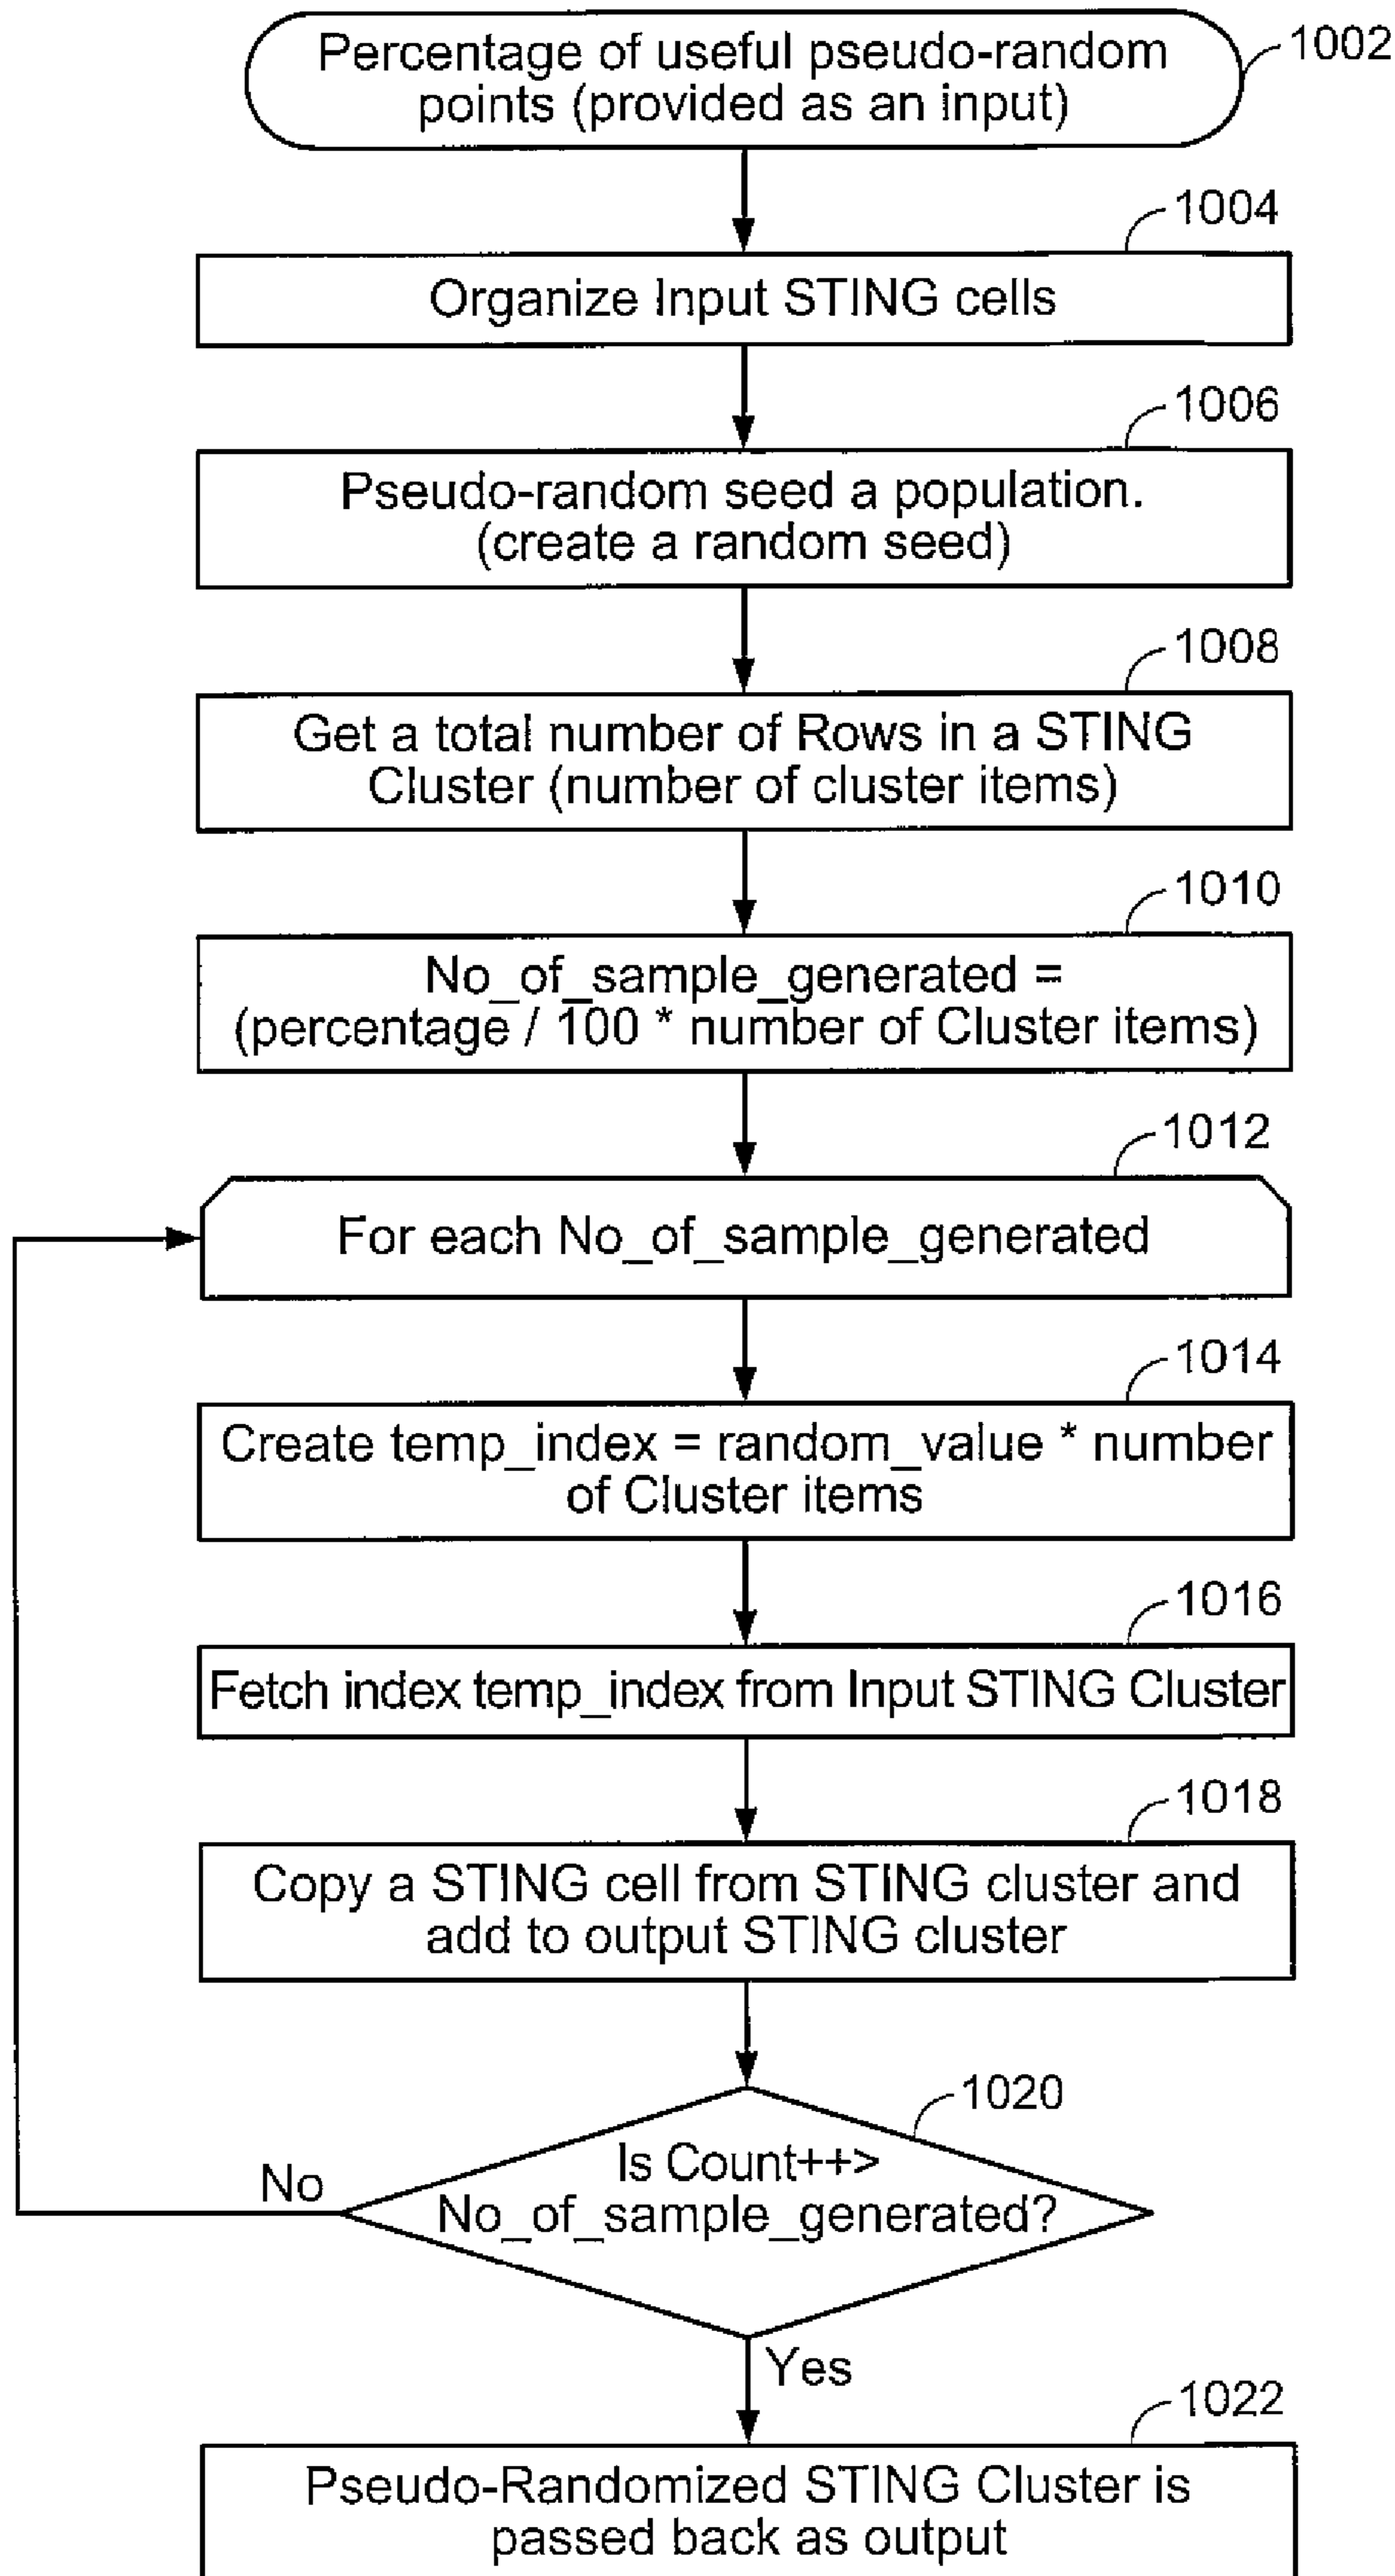 Percentage of useful pseudo-random
points (provided as an input)
1002
1004
Organize Input STING cells
1006
Pseudo-random seed a population.
(create a random seed)
1008
Get a total number of Rows in a STING
Cluster (number of cluster items)
1010
No_of_sample_generated =
(percentage / 100 * number of Cluster items)
1012
For each No_of_sample_generated
1014
Create temp_index = random_value * number
of Cluster items
1016
Fetch index temp_index from Input STING Cluster
1018
Copy a STING cell from STING cluster and
add to output STING cluster
1020
Is Count++>
No_of_sample_generated?
No
Yes
1022
Pseudo-Randomized STING Cluster is
passed back as output